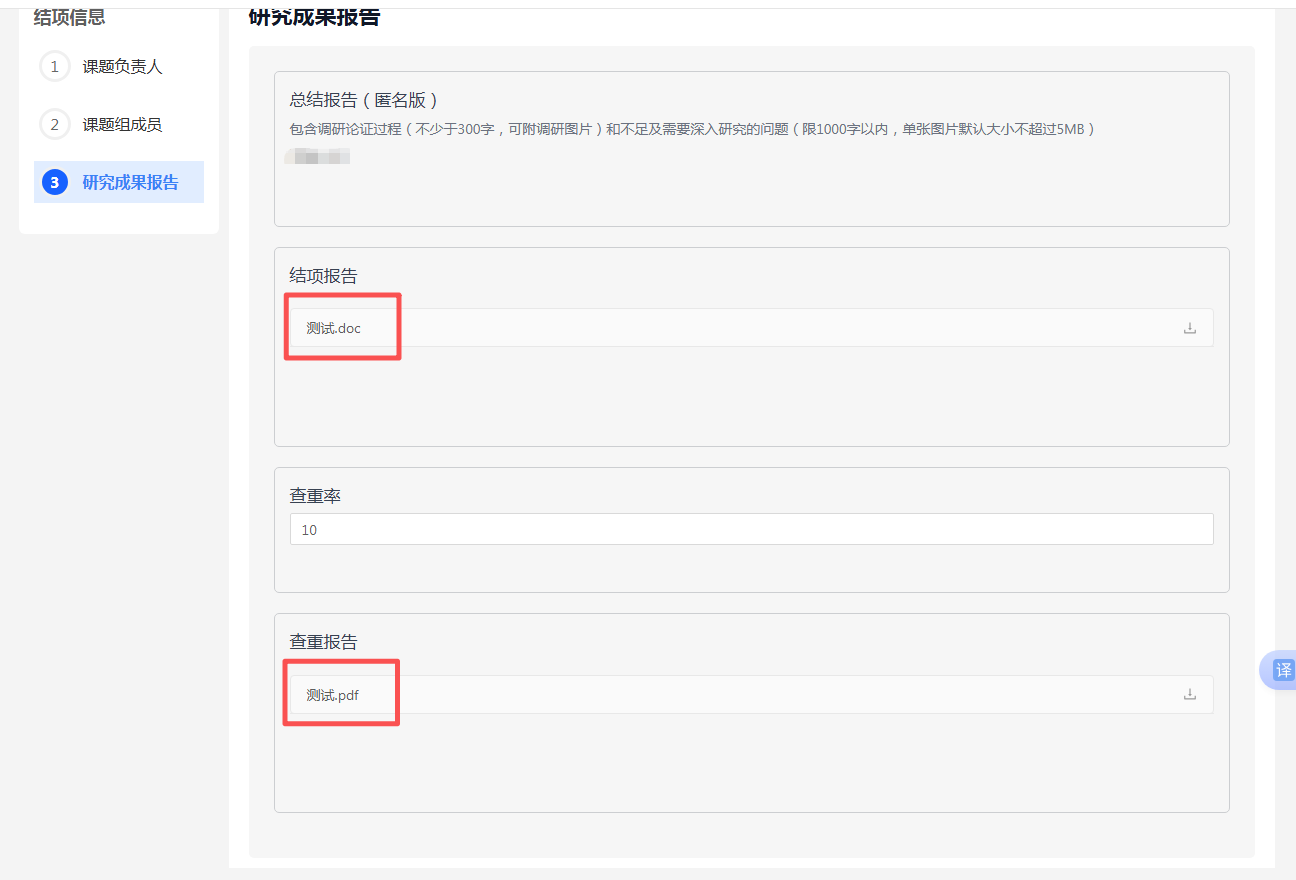 结项信息
研究成果报告
1 课题负责人
2 课题组成员
3 研究成果报告
总结报告（匿名版）
包含调研论证过程（不少于300字，可附调研图片）和不足及需要深入研究的问题（限1000字以内，单张图片默认大小不超过5MB）
结项报告
测试.doc
查重率
10
查重报告
测试.pdf
译